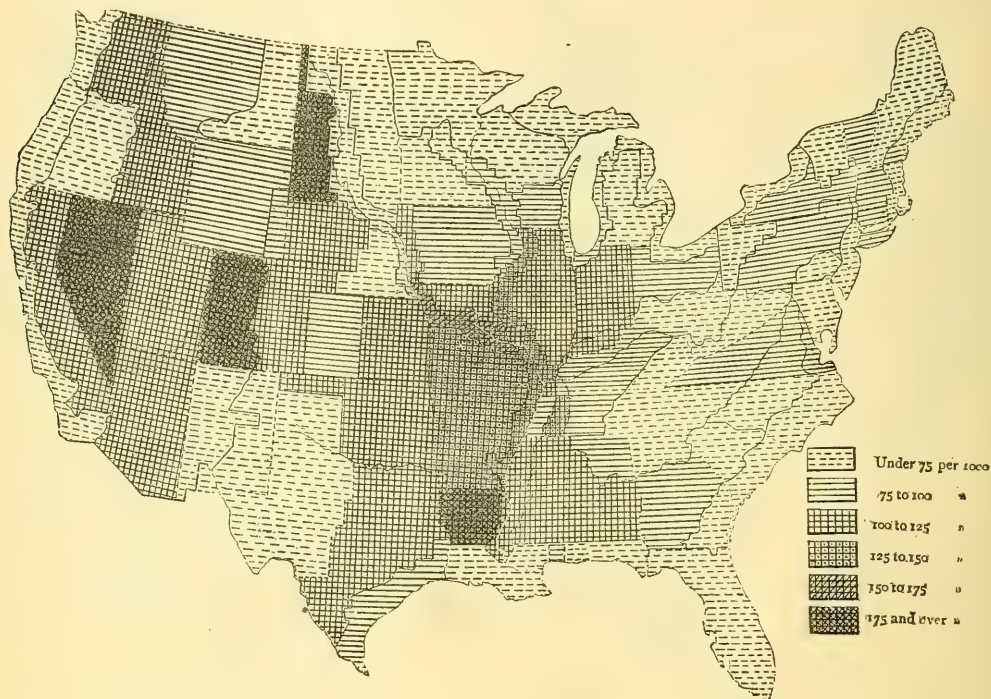 Under 75 per 1000
75 to 100 "
100 to 125 "
125 to 150 "
150 to 175 "
175 and over "